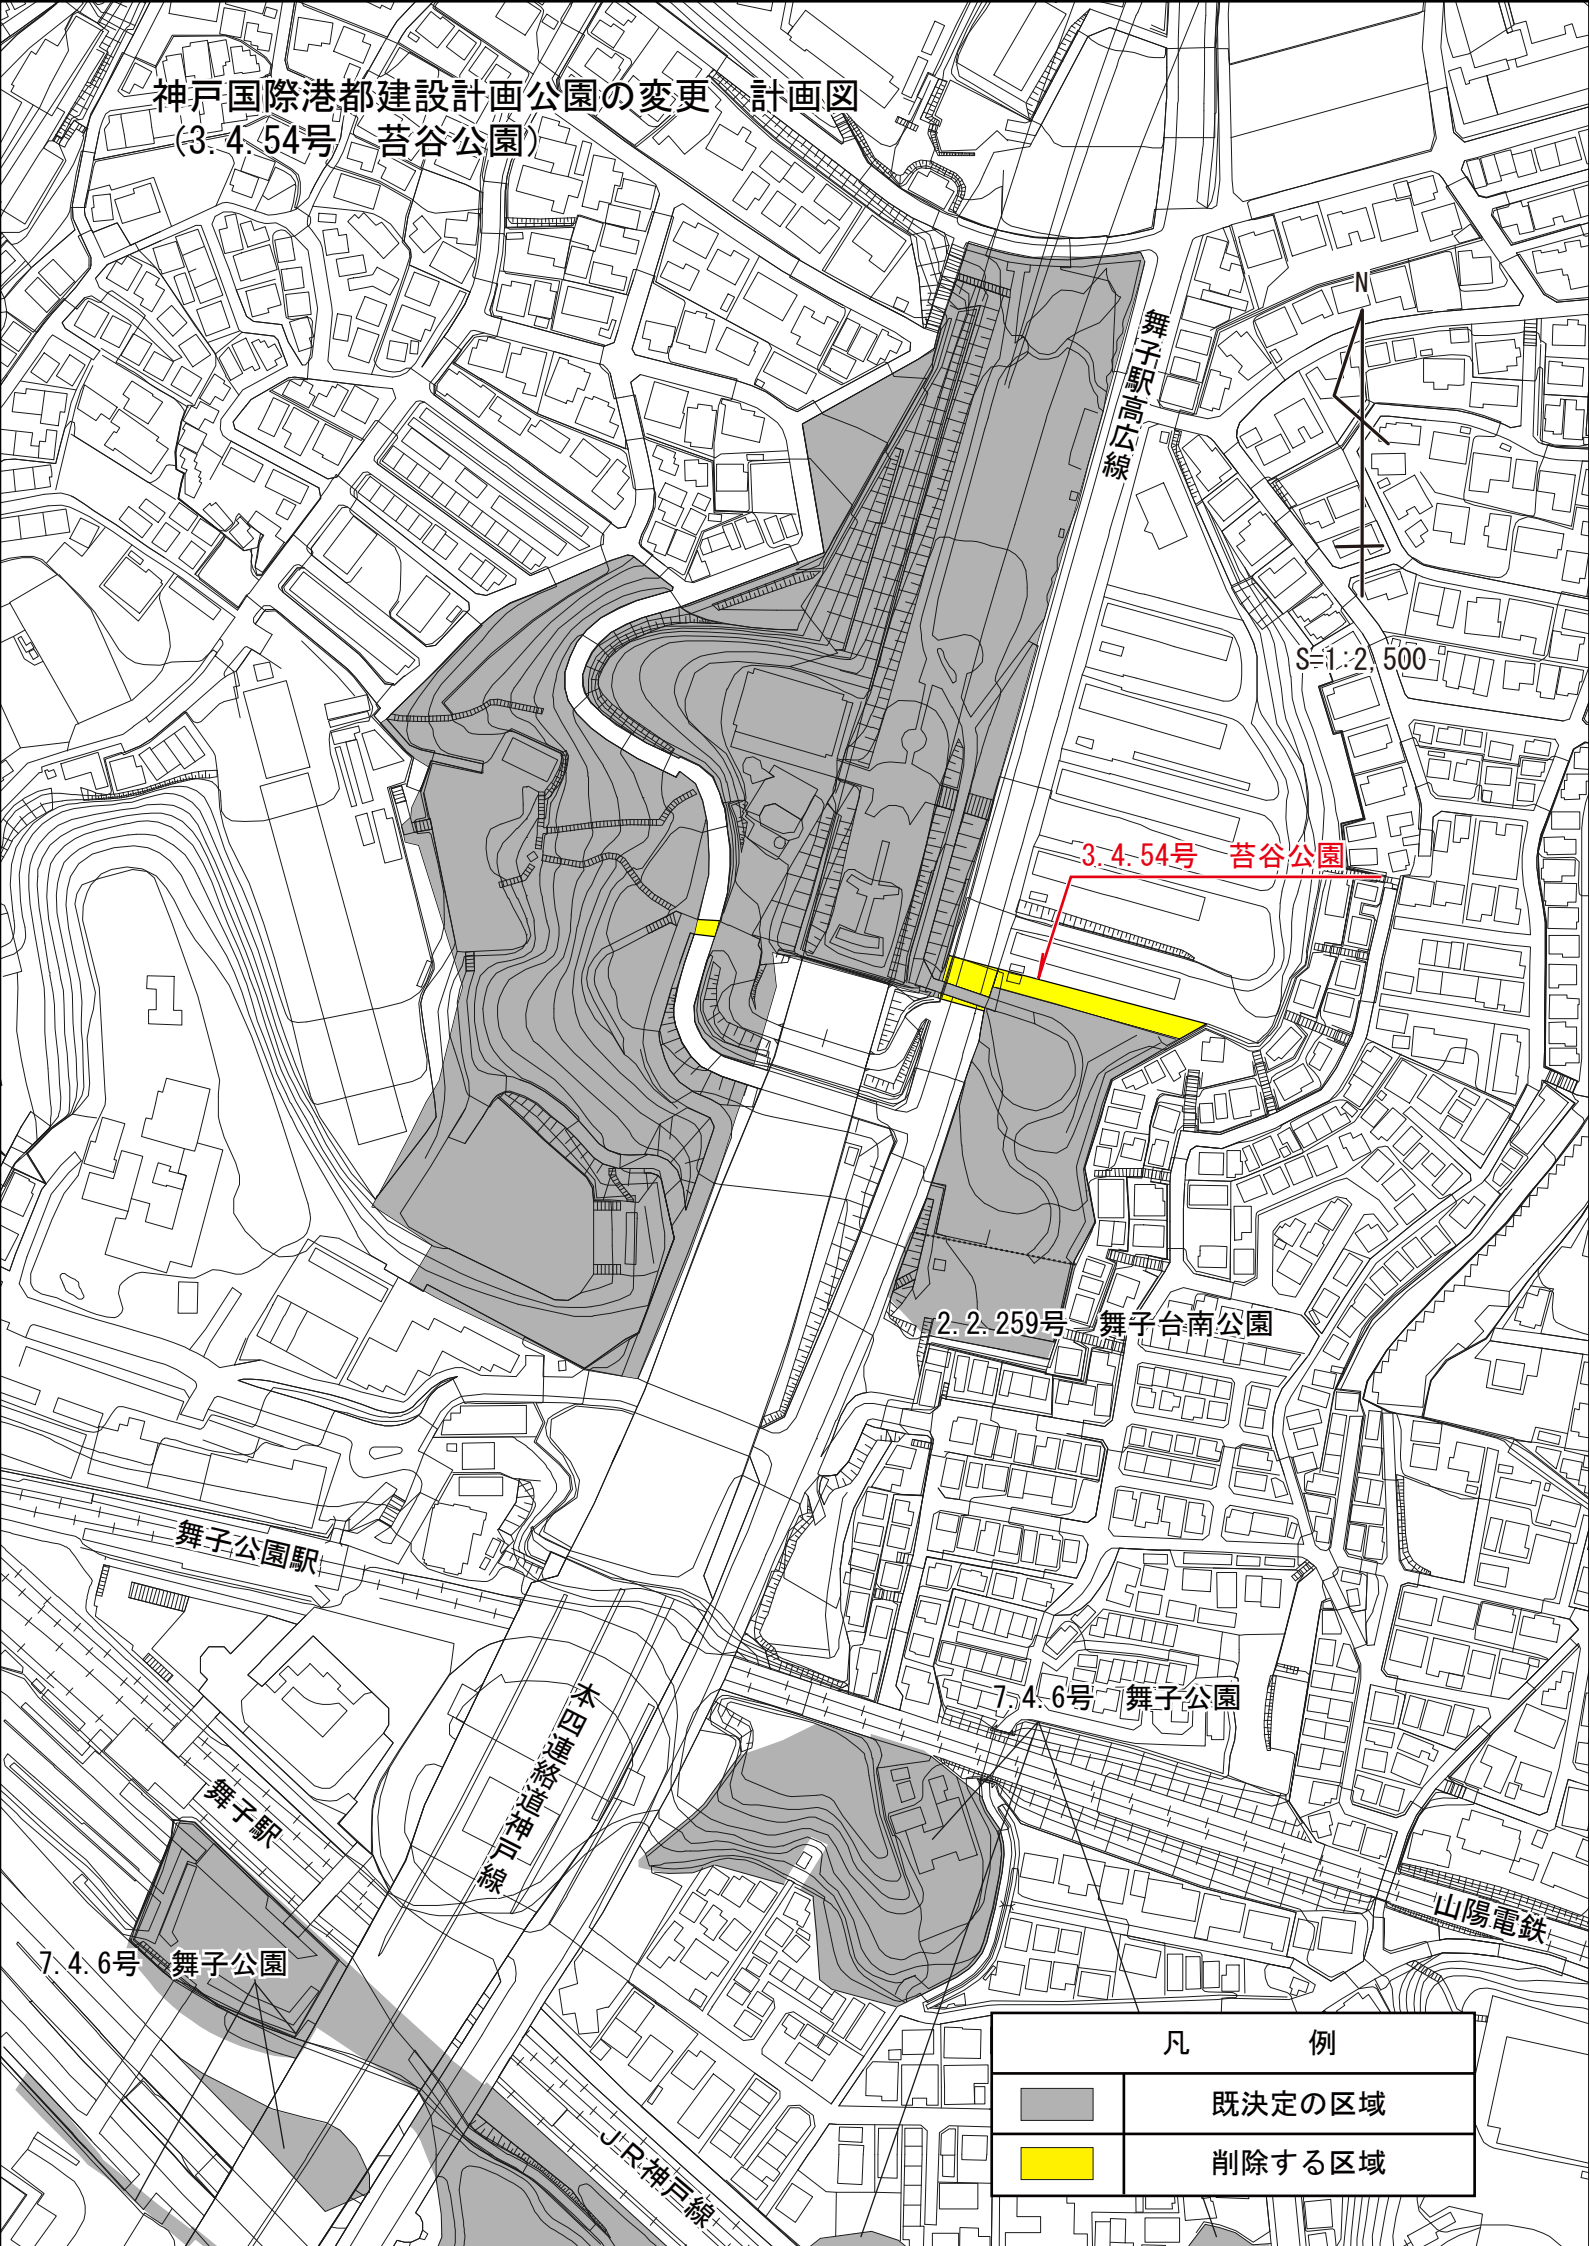 神戸国際港都建設計画公園の変更　計画図
（3.4.54号　苔谷公園）
N
舞子駅高広線
S=1:2,500
3.4.54号　苔谷公園
2.2.259号　舞子台南公園
舞子公園駅
7.4.6号　舞子公園
本四連絡道神戸線
舞子駅
山陽電鉄
7.4.6号　舞子公園
JR神戸線
凡　例
既決定の区域
削除する区域